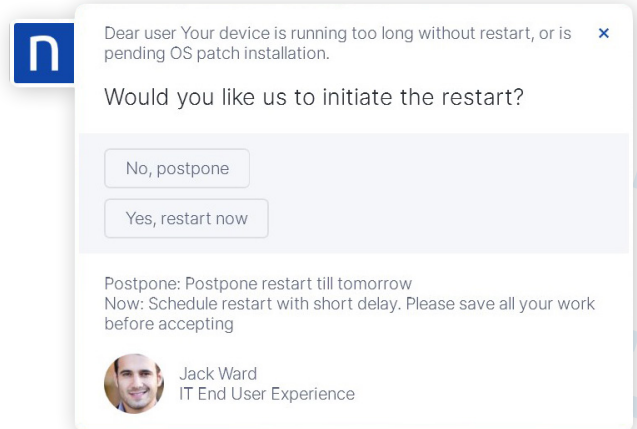 n
Dear user Your device is running too long without restart, or is
pending OS patch installation.
Would you like us to initiate the restart?
No, postpone
Yes, restart now
Postpone: Postpone restart till tomorrow
Now: Schedule restart with short delay. Please save all your work
before accepting
Jack Ward
IT End User Experience